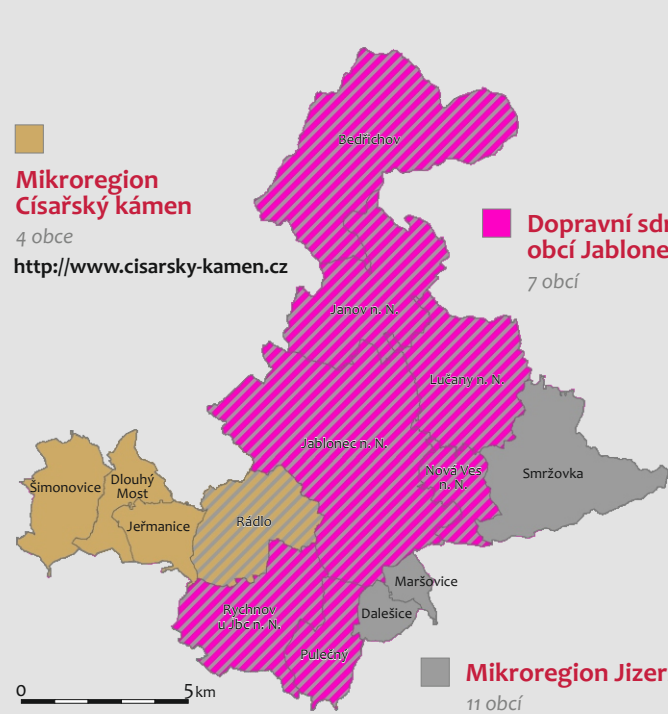 Bedřichov
Mikroregion
Císařský kámen
4 obce
http://www.cisarsky-kamen.cz
Dopravní sdr
obcí Jablone
7 obcí
Janov n. N.
Lučany n. N.
Jablonec n. N.
Nová Ves
n. N.
Smržovka
Šimonovice
Dlouhý
Most
Jeřmanice
Rádlo
Maršovice
Dalešice
Rychnov
u Jbc n. N.
Pulečný
Mikroregion Jizer
11 obcí
0 5 km